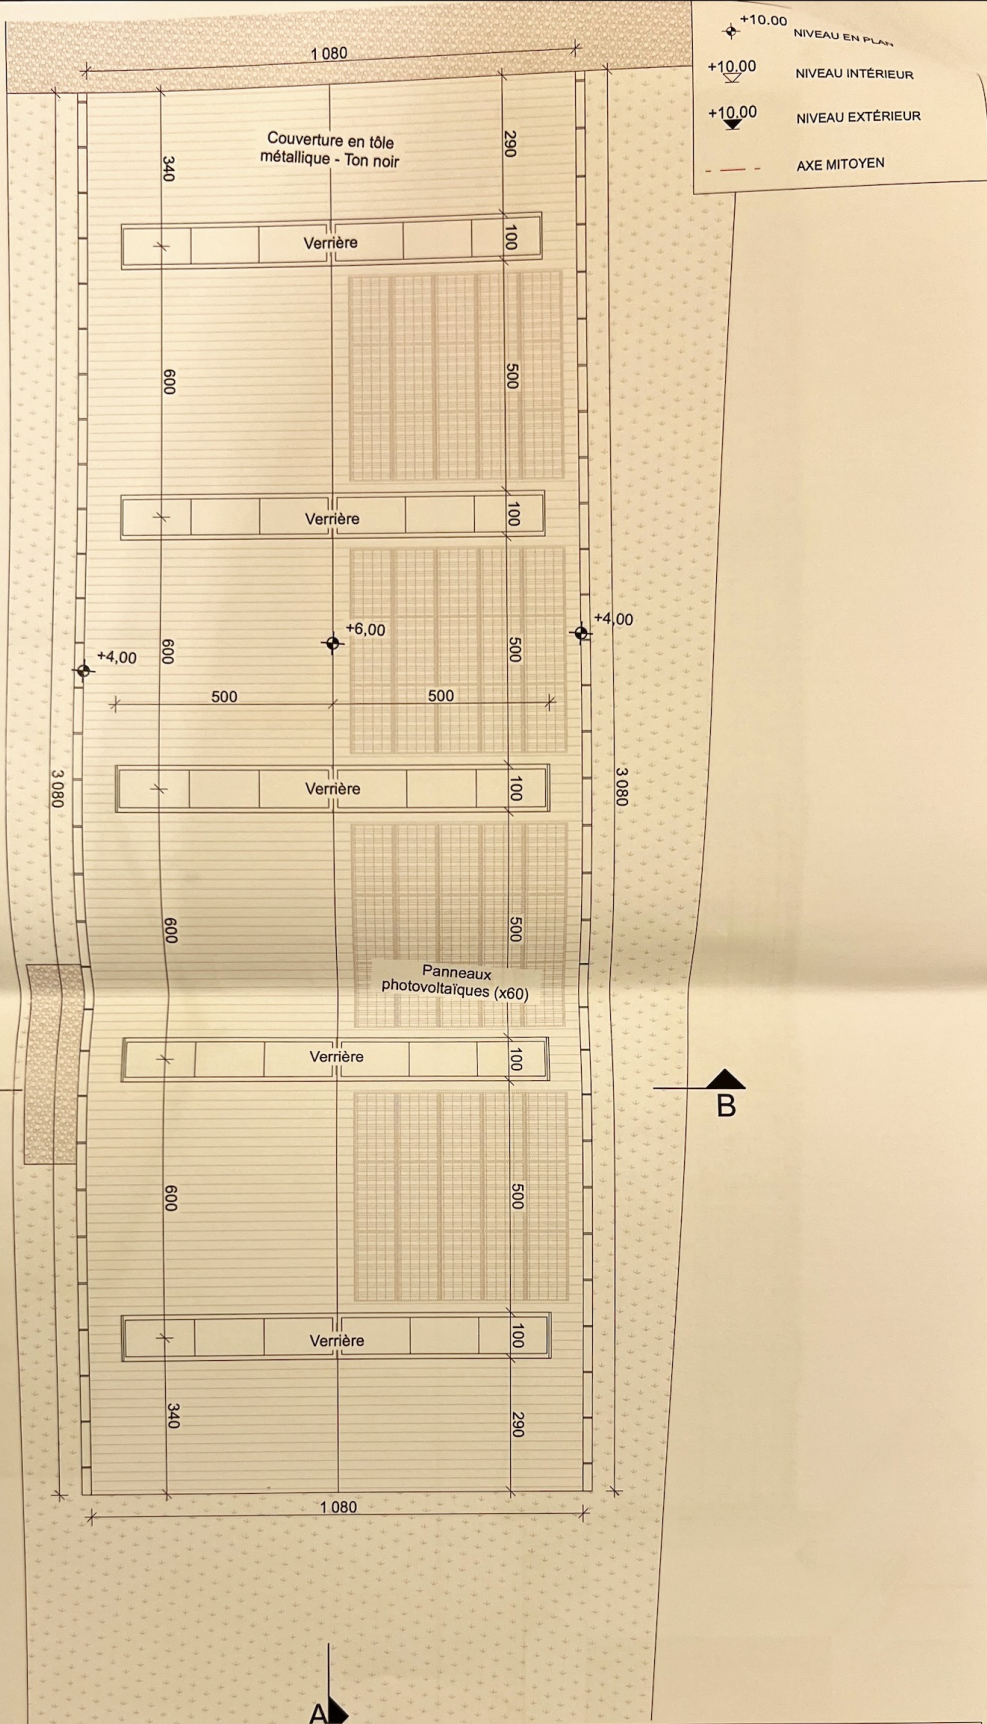 1 080
+10.00
NIVEAU EN PLAN
+10.00
NIVEAU INTÉRIEUR
+10.00
NIVEAU EXTÉRIEUR
AXE MITOYEN
340
Couverture en tôle
métallique - Ton noir
290
Verrière
100
600
500
Verrière
100
+4,00
+6,00
+4,00
600
500
500
500
3 080
Verrière
100
3 080
600
500
Panneaux
photovoltaïques (x60)
Verrière
100
B
600
500
Verrière
100
340
290
1 080
A